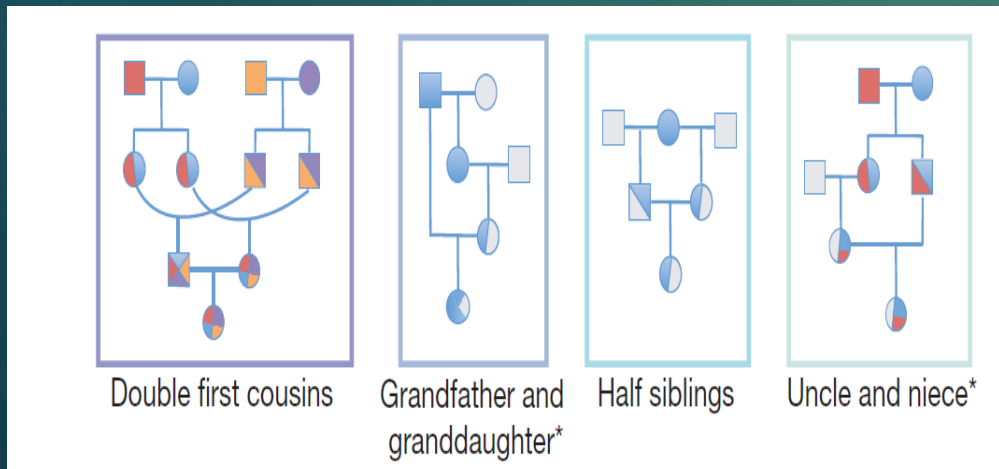 Double first cousins
Grandfather and
granddaughter*
Half siblings
Uncle and niece*